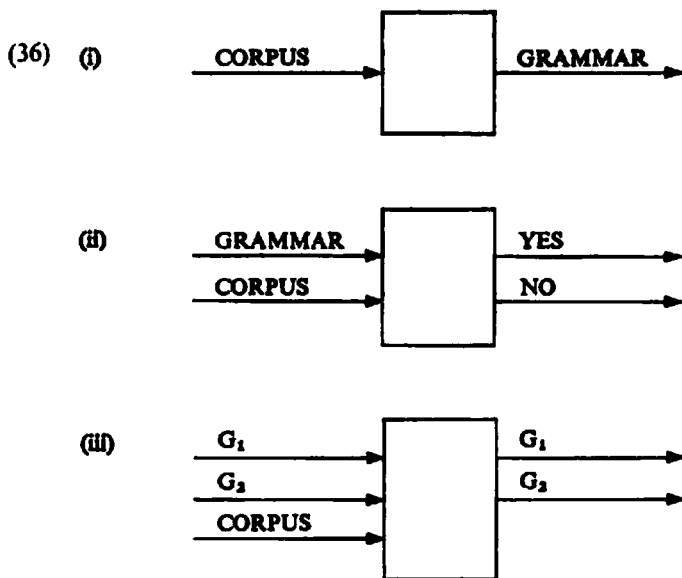 (36) (i) CORPUS GRAMMAR
(ii) GRAMMAR YES
CORPUS NO
(iii) G₁ G₁
G₂ G₂
CORPUS